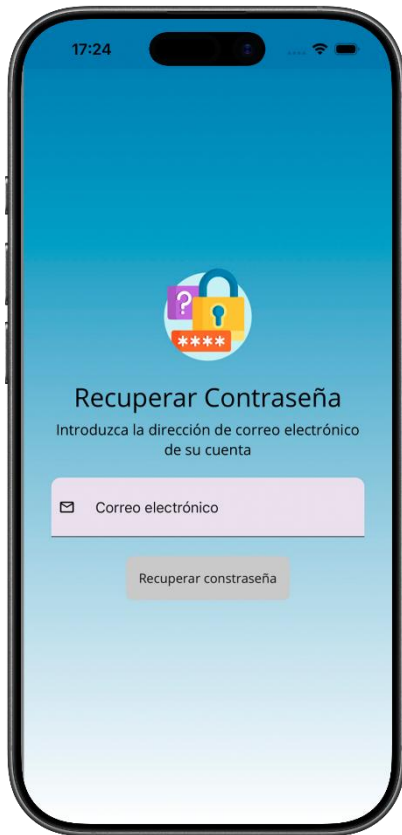 17:24
?
****
Recuperar Contraseña
Introduzca la dirección de correo electrónico
de su cuenta
Correo electrónico
Recuperar constraseña